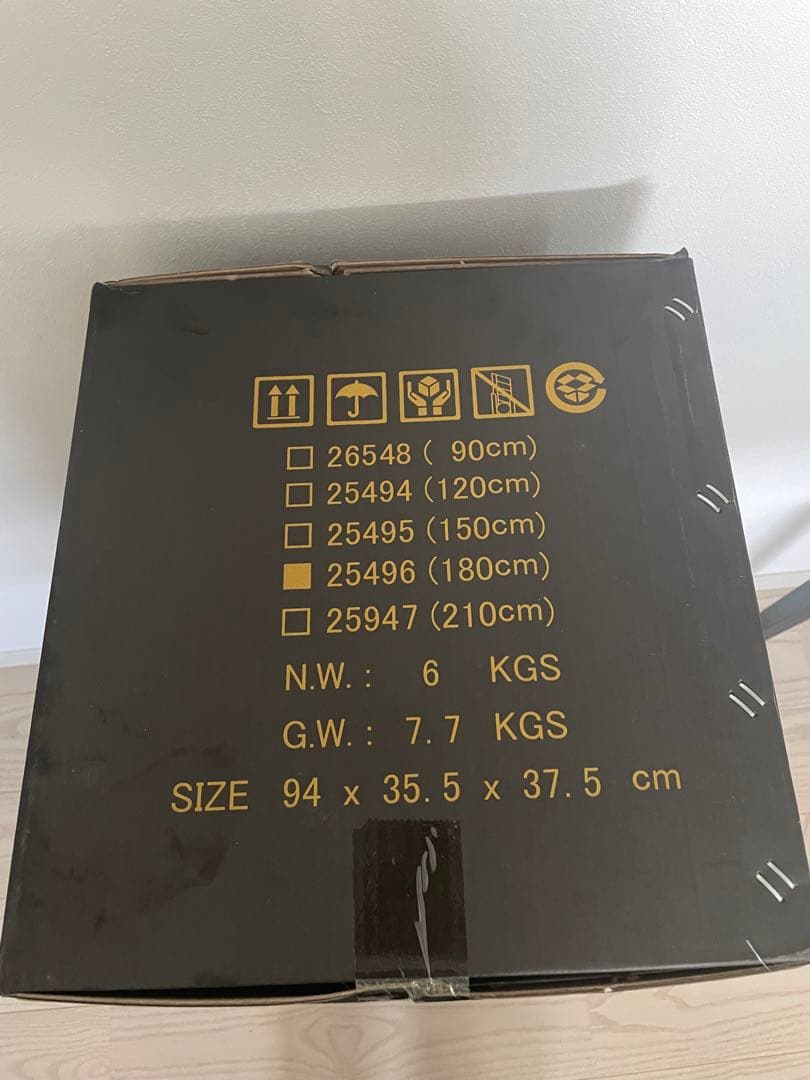 26548 ( 90cm)
25494 (120cm)
25495 (150cm)
25496 (180cm)
25947 (210cm)
N.W. : 6 KGS
G.W. : 7.7 KGS
SIZE 94 x 35.5 x 37.5 cm